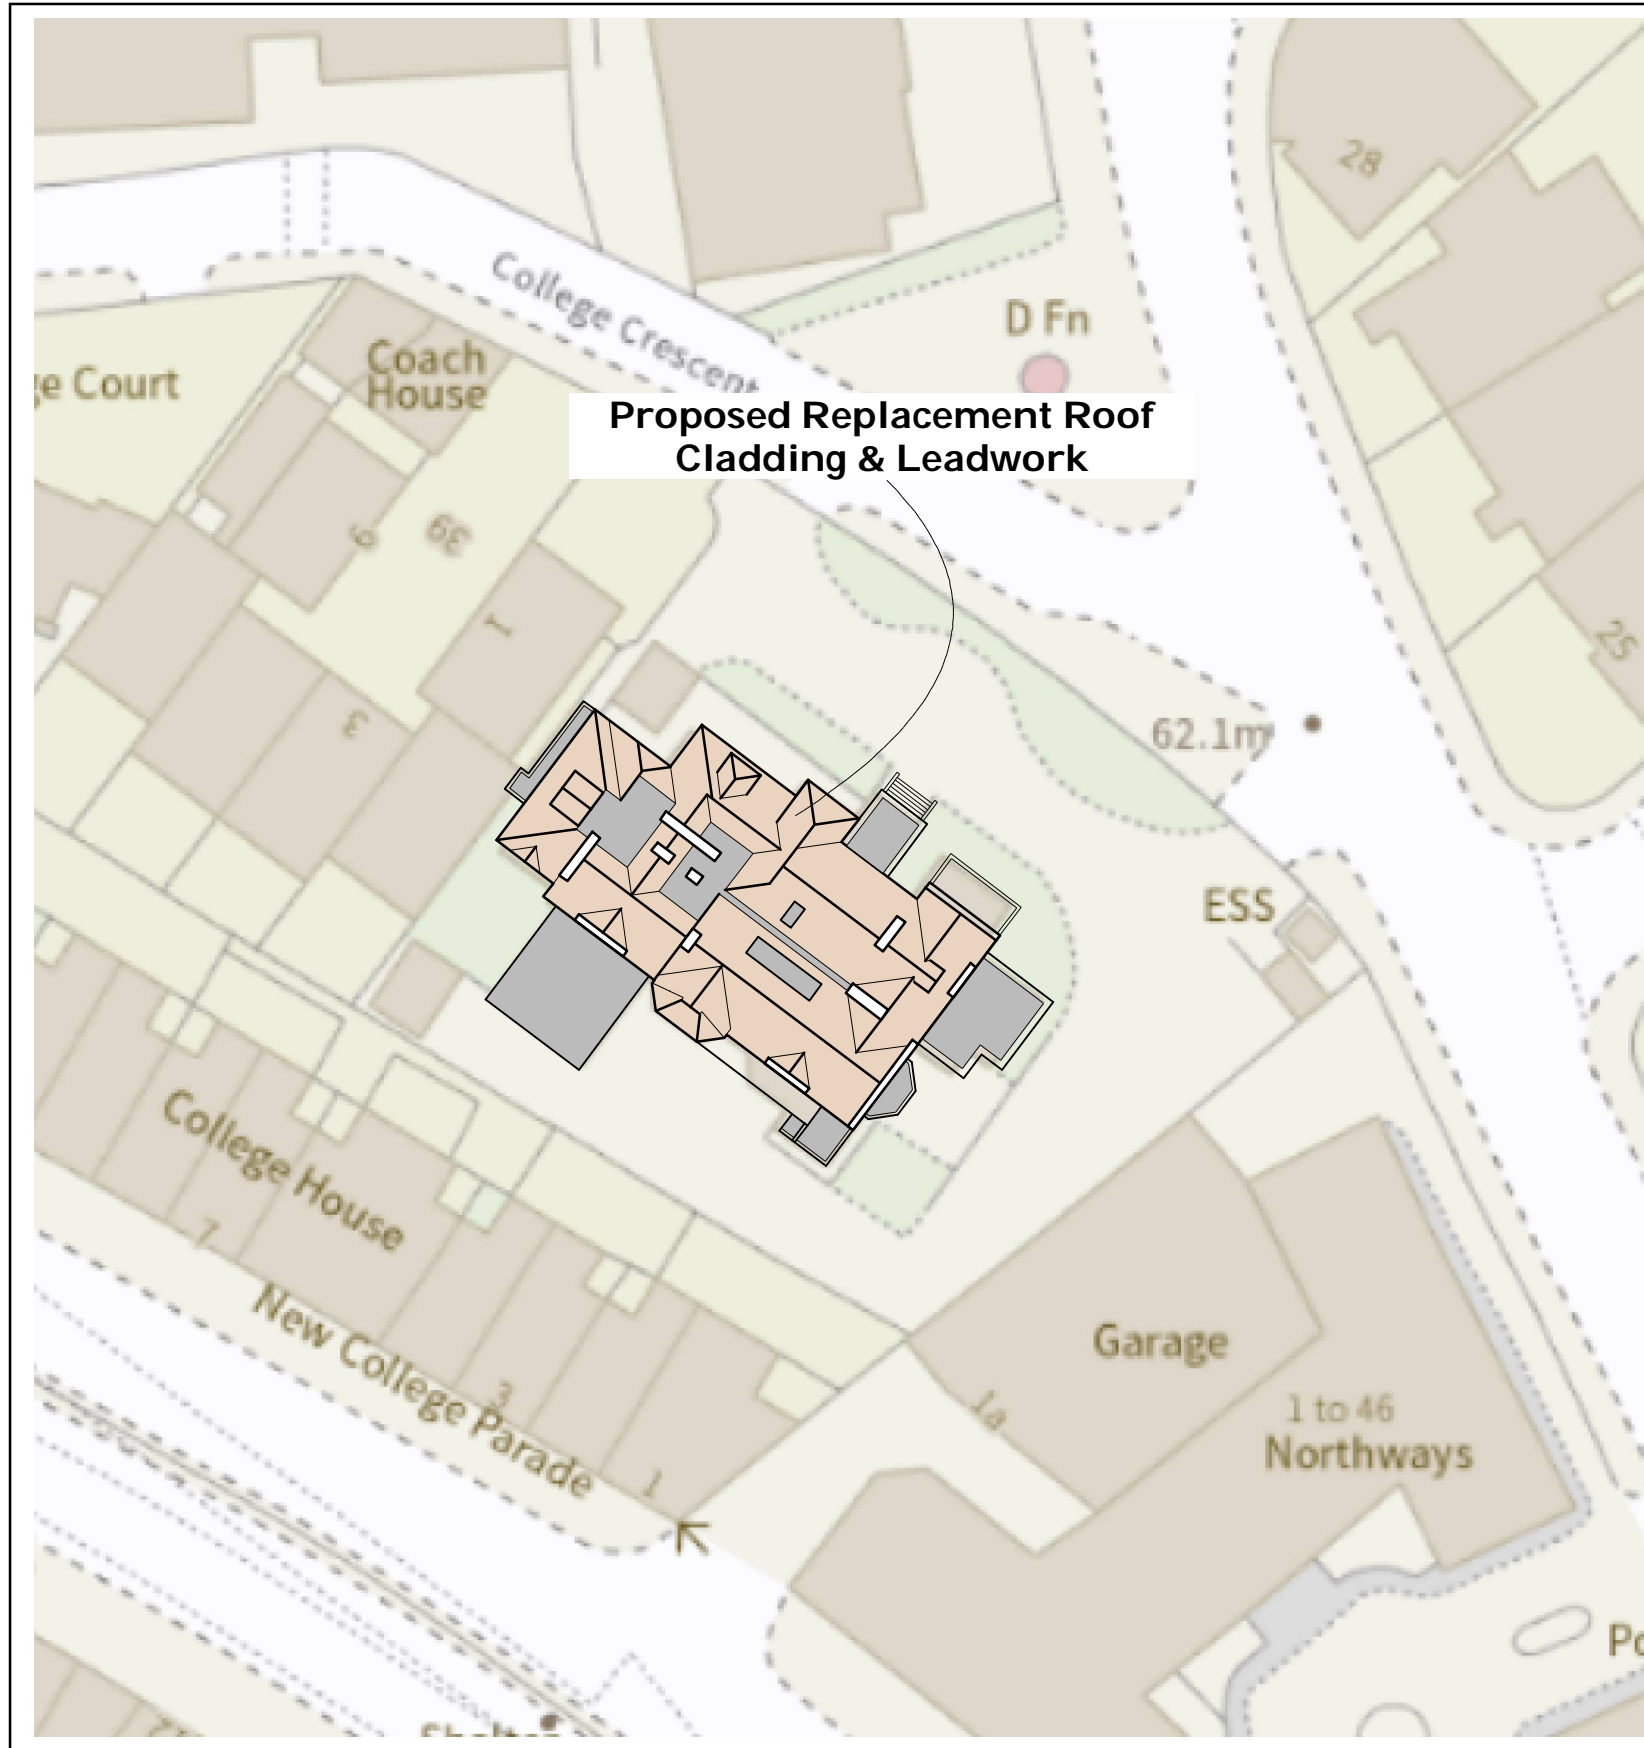 28
College Crescent
D Fn
Coach
House
ge Court
Proposed Replacement Roof
Cladding & Leadwork
9
39
1
25
3
62.1m
ESS
College House
7
New College Parade
3
1
Garage
1a
1 to 46
Northways
Po